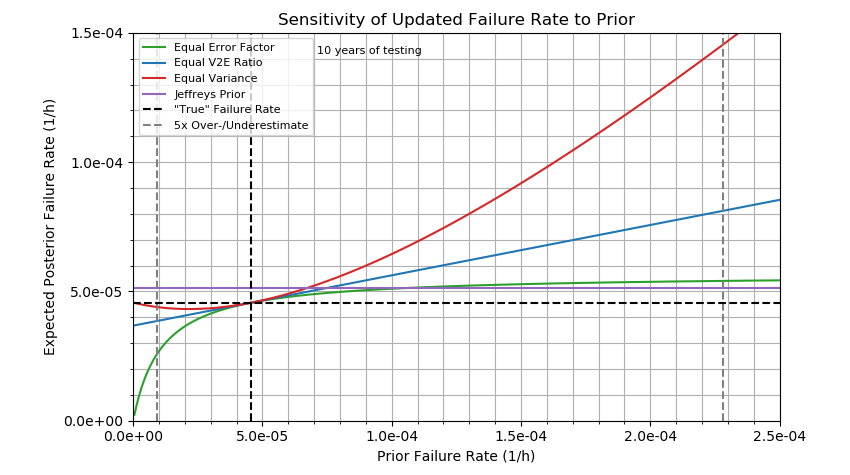 Sensitivity of Updated Failure Rate to Prior
Equal Error Factor
Equal V2E Ratio
Equal Variance
Jeffreys Prior
"True" Failure Rate
5x Over-/Underestimate
10 years of testing
Expected Posterior Failure Rate (1/h)
1.5e-04
1.0e-04
5.0e-05
0.0e+00
0.0e+00 5.0e-05 1.0e-04 1.5e-04 2.0e-04 2.5e-04
Prior Failure Rate (1/h)